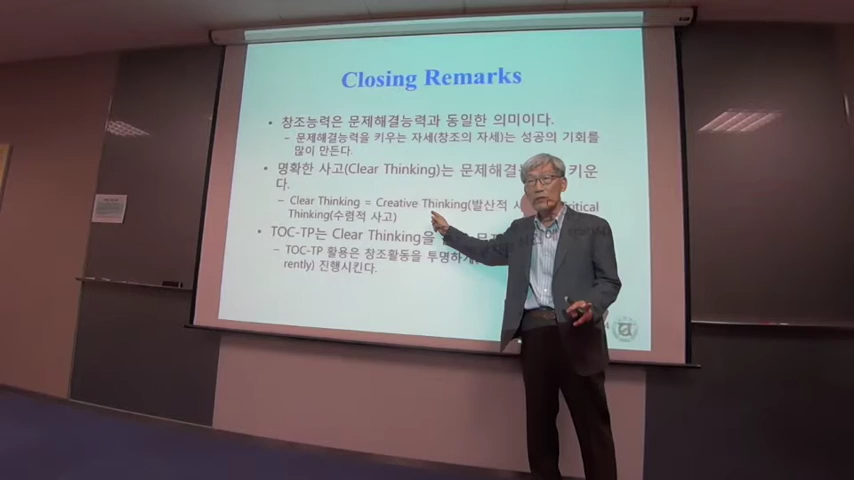 Closing Remarks
• 창조능력은 문제해결능력과 동일한 의미이다.
– 문제해결능력을 키우는 자세(창조의 자세)는 성공의 기회를
많이 만든다.
• 명확한 사고(Clear Thinking)는 문제해 키운
다.
– Clear Thinking = Creative Thinking(발산적 Critical
Thinking(수렴적 사고)
• TOC-TP는 Clear Thinking을
– TOC-TP 활용은 창조활동을 투명하게
rently) 진행시킨다.